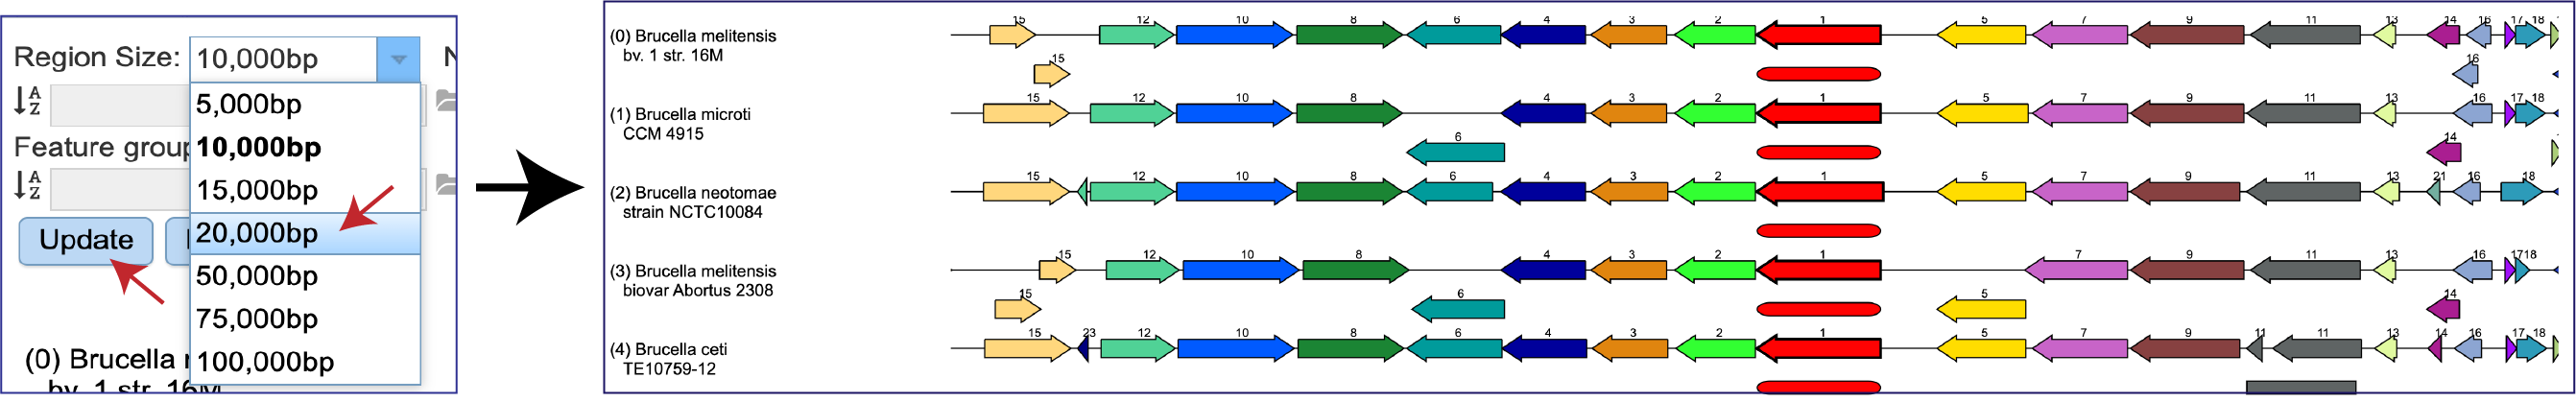 Region Size: 10,000bp
5,000bp
10,000bp
15,000bp
20,000bp
50,000bp
75,000bp
100,000bp
A
Z
Feature group
A
Z
Update
(0) Brucella
bv. 1 str. 16M
15 12 10 8 6 4 3 2 1 5 7 9 11 13 14 16 17 18
(0) Brucella melitensis
bv. 1 str. 16M
15 16
15 12 10 8 4 3 2 1 5 7 9 11 13 16 17 18
(1) Brucella microti
CCM 4915
6 14
15 12 10 8 6 4 3 2 1 5 7 9 11 13 21 16 18
(2) Brucella neotomae
strain NCTC10084
15 12 10 8 4 3 2 1 7 9 11 13 16 17 18
(3) Brucella melitensis
biovar Abortus 2308
15 6 5 14
15 23 12 10 8 6 4 3 2 1 5 7 9 11 11 13 14 16 17 18
(4) Brucella ceti
TE10759-12